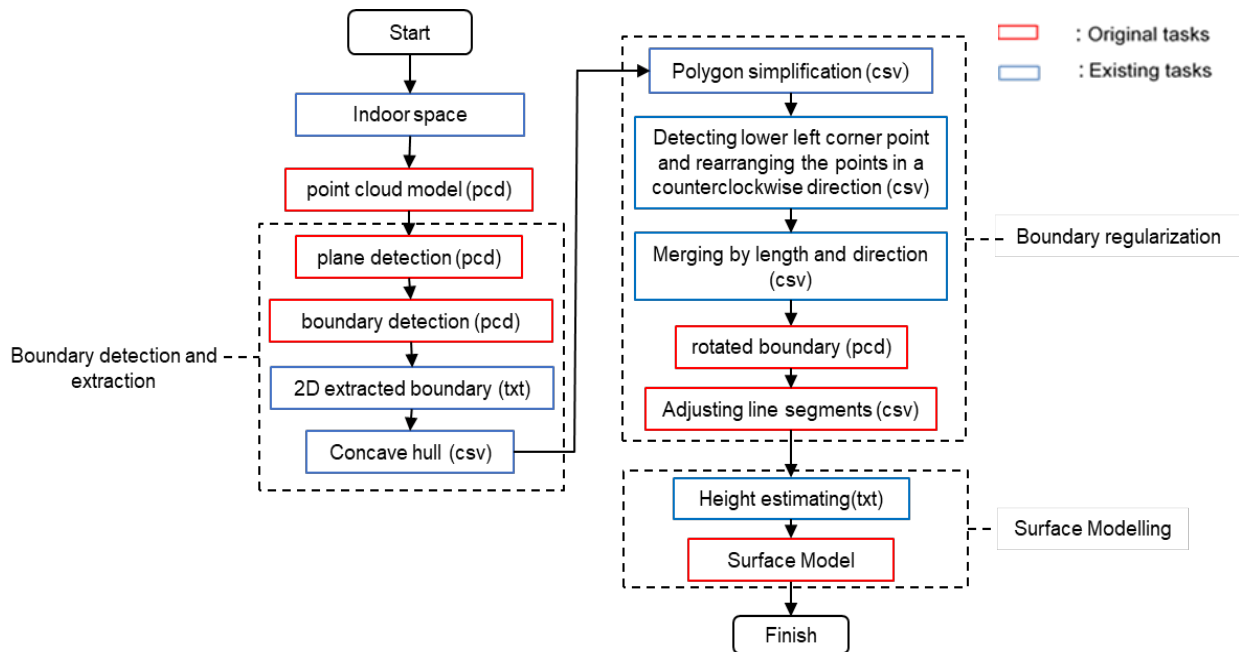 Start
Indoor space
point cloud model (pcd)
plane detection (pcd)
boundary detection (pcd)
2D extracted boundary (txt)
Concave hull (csv)
Boundary detection and
extraction
Polygon simplification (csv)
Detecting lower left corner point
and rearranging the points in a
counterclockwise direction (csv)
Merging by length and direction
(csv)
rotated boundary (pcd)
Adjusting line segments (csv)
Boundary regularization
Height estimating(txt)
Surface Model
Surface Modelling
Finish
: Original tasks
: Existing tasks